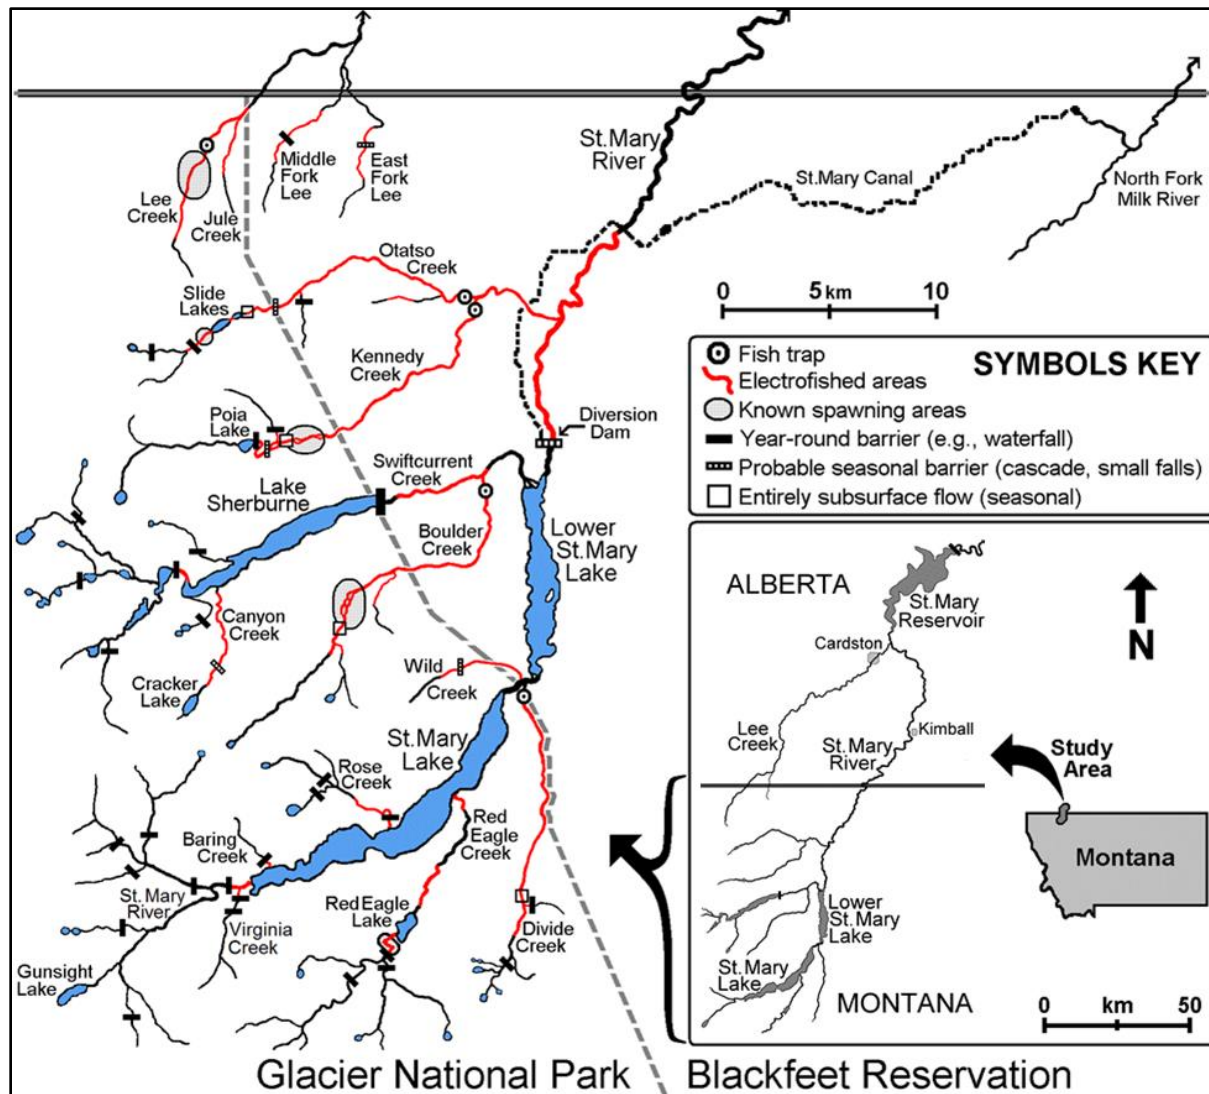 St.Mary
River
Middle
Fork
Lee
East
Fork
Lee
Lee
Creek
Jule
Creek
St.Mary Canal
North Fork
Milk River
Otatso
Creek
Slide
Lakes
Kennedy
Creek
Poia
Lake
Diversion
Dam
Swiftcurrent
Creek
Lake
Sherburne
Boulder
Creek
Lower
St.Mary
Lake
Canyon
Creek
Cracker
Lake
Wild
Creek
St.Mary
Lake
Rose
Creek
Red
Eagle
Creek
Baring
Creek
St.Mary
River
Virginia
Creek
Red Eagle
Lake
Divide
Creek
Gunsight
Lake
Glacier National Park
Blackfeet Reservation
0 5 km 10
SYMBOLS KEY
Fish trap
Electrofished areas
Known spawning areas
Year-round barrier (e.g., waterfall)
Probable seasonal barrier (cascade, small falls)
Entirely subsurface flow (seasonal)
ALBERTA
St.Mary
Reservoir
Cardston
N
Lee
Creek
Kimball
St.Mary
River
Study
Area
Montana
Lower
St.Mary
Lake
St.Mary
Lake
MONTANA
0 km 50